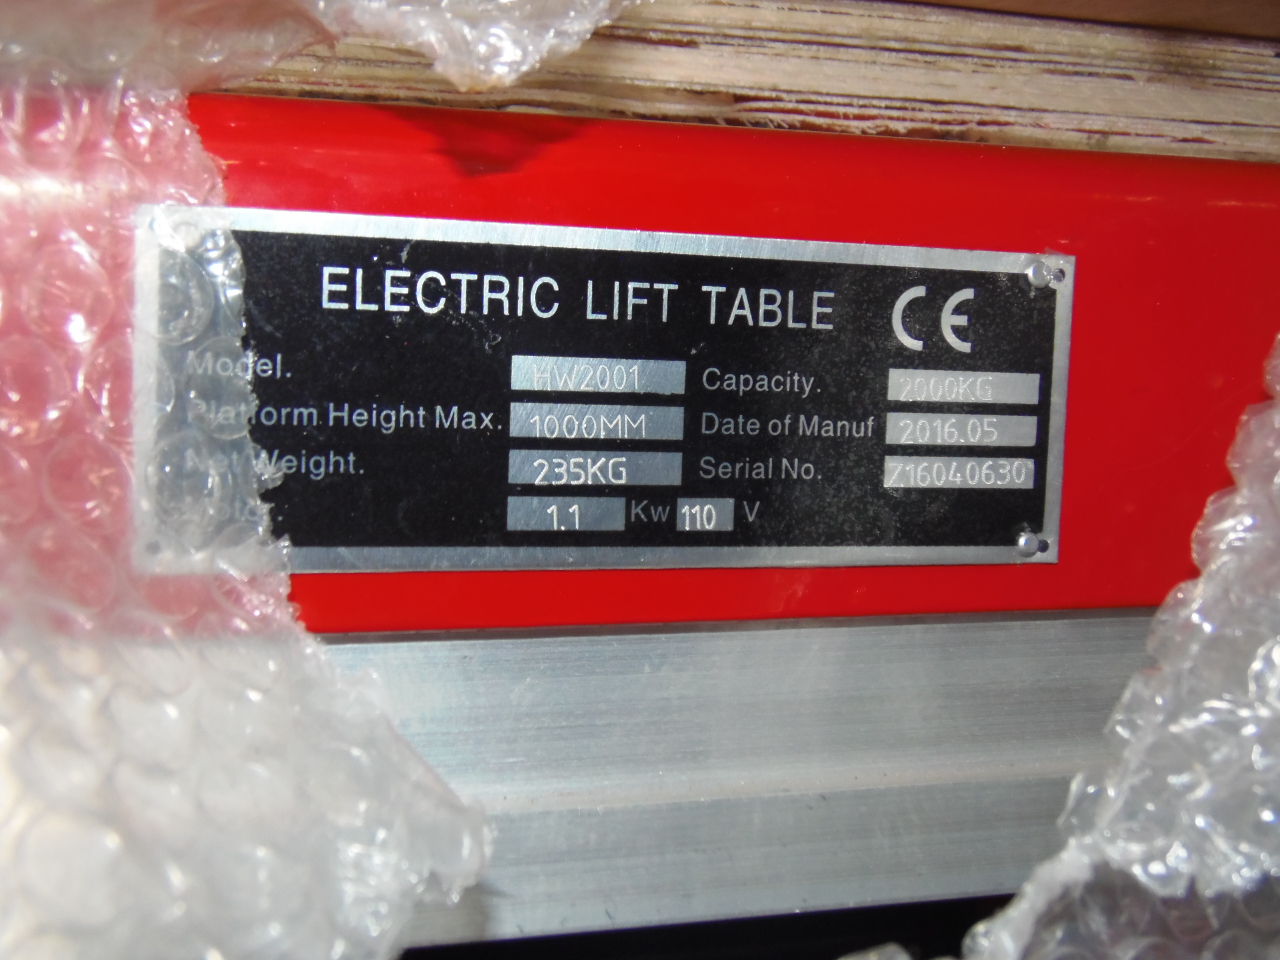 ELECTRIC LIFT TABLE CE
Model. HW2001 Capacity. 2000KG
Platform Height Max. 1000MM Date of Manuf 2016.05
Net Weight. 235KG Serial No. Z16040630
Motor. 1.1 Kw 110 V